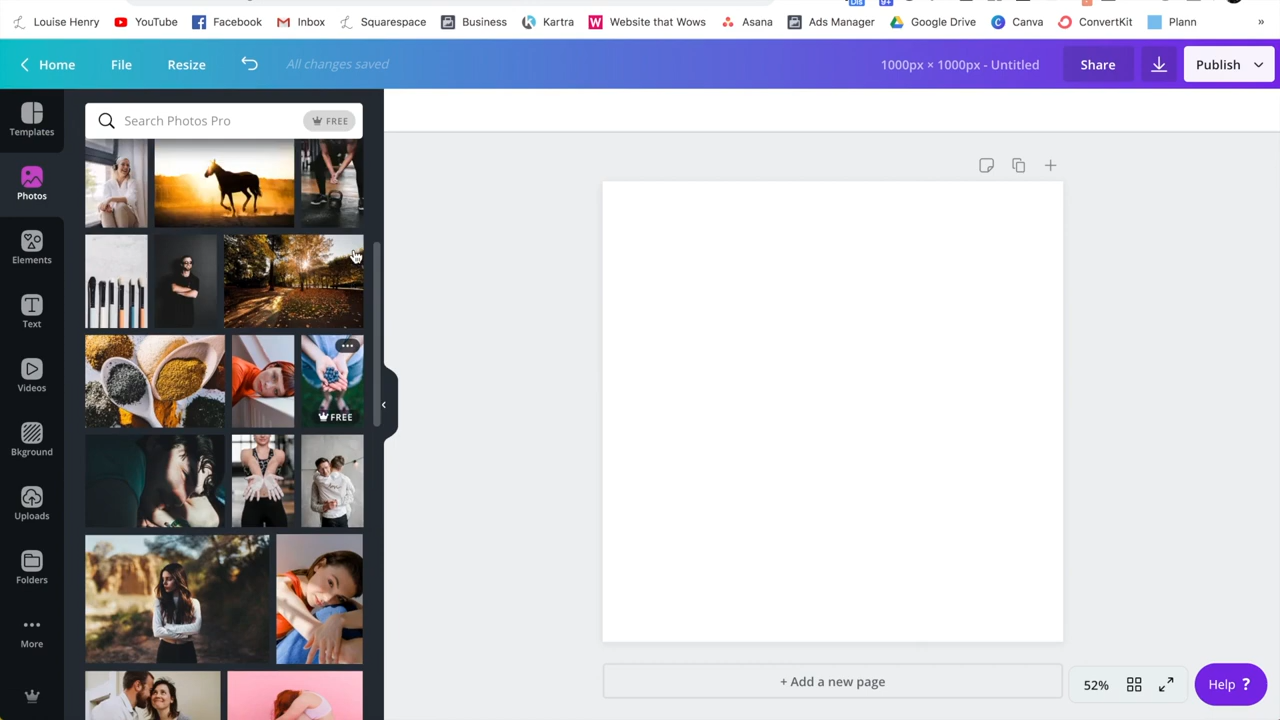 Louise Henry YouTube Facebook Inbox Squarespace Business Kartra Website that Wows Asana Ads Manager Google Drive Canva ConvertKit Plann »
Home File Resize All changes saved 1000px × 1000px - Untitled Share Publish
Templates
Search Photos Pro FREE
Photos
Elements
Text
Videos
FREE
Bkground
Uploads
Folders
More
+ Add a new page
52%
Help ?